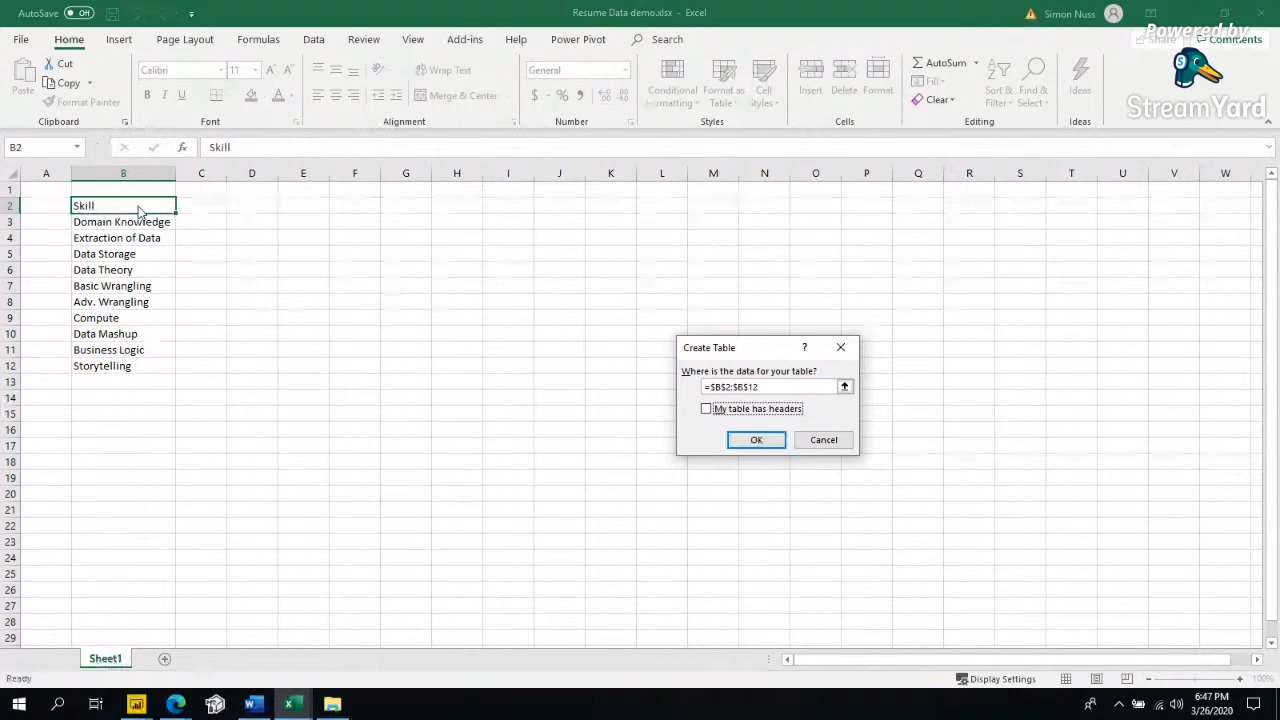 AutoSave Off
Resume Data demo.xlsx - Excel
Simon Nuss
Powered by
StreamYard
File Home Insert Page Layout Formulas Data Review View Add-ins Help Power Pivot Search
Share Comments
Paste
Cut
Copy
Format Painter
Clipboard
Calibri 11
B I U
Font
Wrap Text
Merge & Center
Alignment
General
$ % ,
Number
Conditional Formatting
Format as Table
Cell Styles
Styles
Insert Delete Format
Cells
AutoSum
Fill
Clear
Sort & Filter
Find & Select
Editing
Ideas
Ideas
B2
fx
Skill
A B C D E F G H I J K L M N O P Q R S T U V W
1
2 Skill
3 Domain Knowledge
4 Extraction of Data
5 Data Storage
6 Data Theory
7 Basic Wrangling
8 Adv. Wrangling
9 Compute
10 Data Mashup
11 Business Logic
12 Storytelling
13
14
15
16
17
18
19
20
21
22
23
24
25
26
27
28
29
Create Table ?
Where is the data for your table?
=$B$2:$B$12
My table has headers
OK Cancel
Sheet1
Ready
Display Settings
100%
6:47 PM
3/26/2020